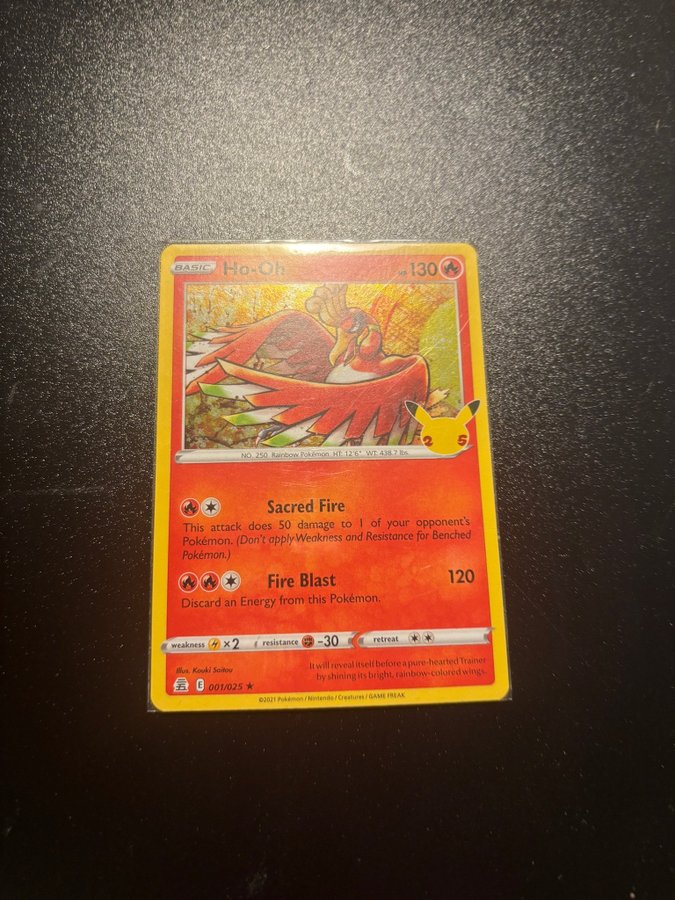 BASIC Ho-Oh HP 130
NO. 250 Rainbow Pokémon HT: 12'6" WT: 438.7 lbs.
25
Sacred Fire
This attack does 50 damage to 1 of your opponent's
Pokémon. (Don't apply Weakness and Resistance for Benched
Pokémon.)
Fire Blast 120
Discard an Energy from this Pokémon.
weakness ×2 resistance -30 retreat
Illus. Kouki Saitou
It will reveal itself before a pure-hearted Trainer
by shining its bright, rainbow-colored wings.
E 001/025 ★
©2021 Pokémon / Nintendo / Creatures / GAME FREAK